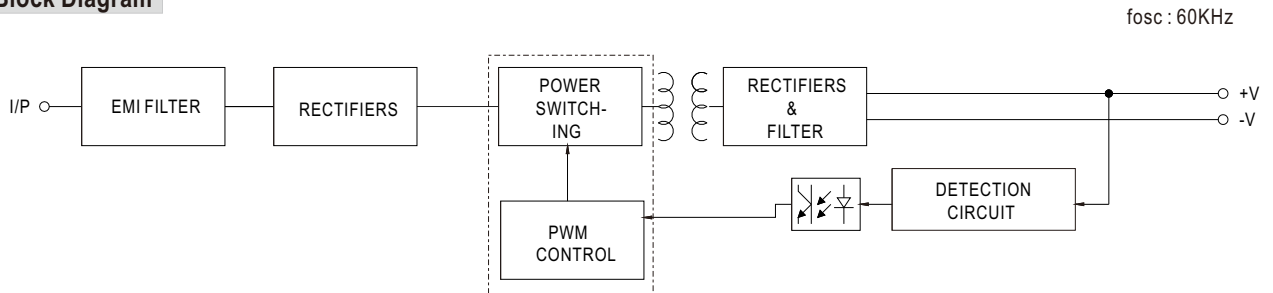 Block Diagram
fosc : 60KHz
I/P
EMI FILTER
RECTIFIERS
POWER
SWITCH-
ING
RECTIFIERS
&
FILTER
+V
-V
PWM
CONTROL
DETECTION
CIRCUIT